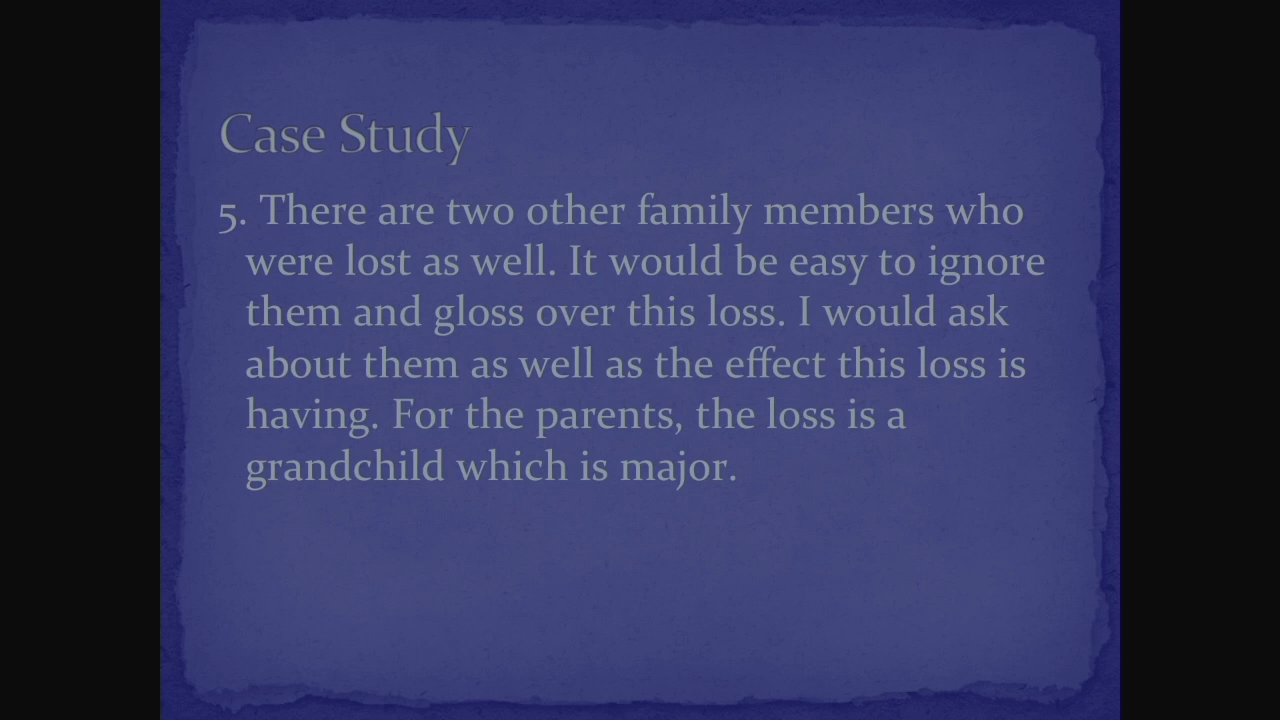 Case Study
5. There are two other family members who
were lost as well. It would be easy to ignore
them and gloss over this loss. I would ask
about them as well as the effect this loss is
having. For the parents, the loss is a
grandchild which is major.